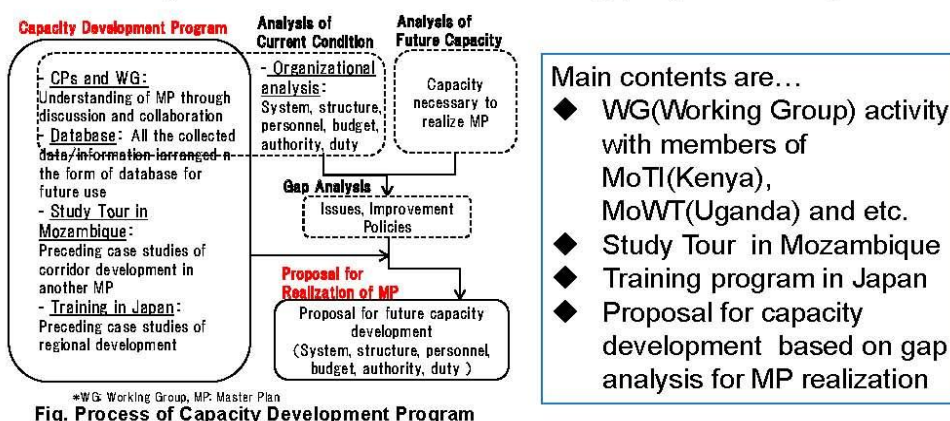 Capacity Development Program
- CPs and WG:
Understanding of MP through
discussion and collaboration
- Database: All the collected
data/information iarranged n
the form of database for
future use
- Study Tour in
Mozambique:
Preceding case studies of
corridor development in
another MP
- Training in Japan:
Preceding case studies of
regional development
Analysis of
Current Condition
- Organizational
analysis:
System, structure,
personnel, budget,
authority, duty
Analysis of
Future Capacity
Capacity
necessary to
realize MP
Gap Analysis
Issues, Improvement
Policies
Proposal for
Realization of MP
Proposal for future capacity
development
(System, structure, personnel,
budget, authority, duty )
*WG: Working Group, MP: Master Plan
Fig. Process of Capacity Development Program
Main contents are…
◆ WG(Working Group) activity
with members of
MoTI(Kenya),
MoWT(Uganda) and etc.
◆ Study Tour in Mozambique
◆ Training program in Japan
◆ Proposal for capacity
development based on gap
analysis for MP realization